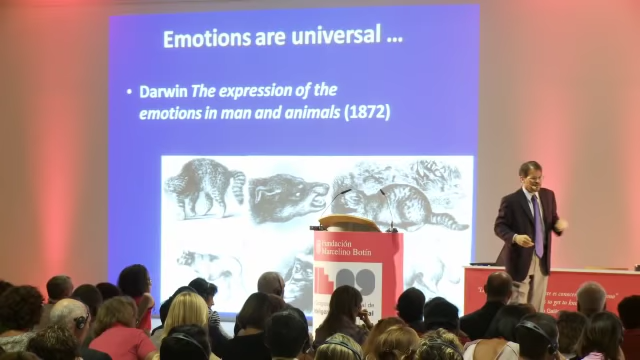 Emotions are universal ...
• Darwin The expression of the
emotions in man and animals (1872)
Fundación
Marcelino Botín